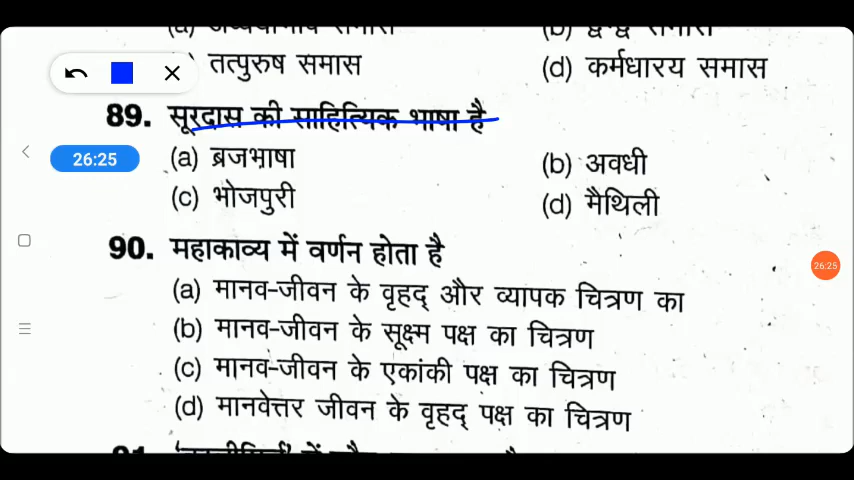 तत्पुरुष समास (d) कर्मधारय समास
89. सूरदास की साहित्यिक भाषा है
26:25 (a) ब्रजभाषा (b) अवधी
(c) भोजपुरी (d) मैथिली
90. महाकाव्य में वर्णन होता है
26:25
(a) मानव-जीवन के वृहद् और व्यापक चित्रण का
(b) मानव-जीवन के सूक्ष्म पक्ष का चित्रण
(c) मानव-जीवन के एकांकी पक्ष का चित्रण
(d) मानवेत्तर जीवन के वृहद् पक्ष का चित्रण